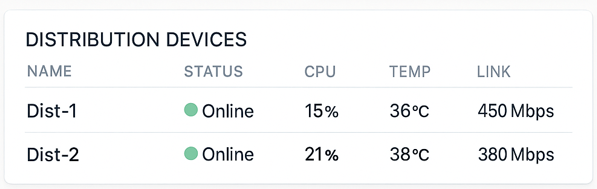 DISTRIBUTION DEVICES
NAME STATUS CPU TEMP LINK
Dist-1 Online 15% 36°C 450 Mbps
Dist-2 Online 21% 38°C 380 Mbps